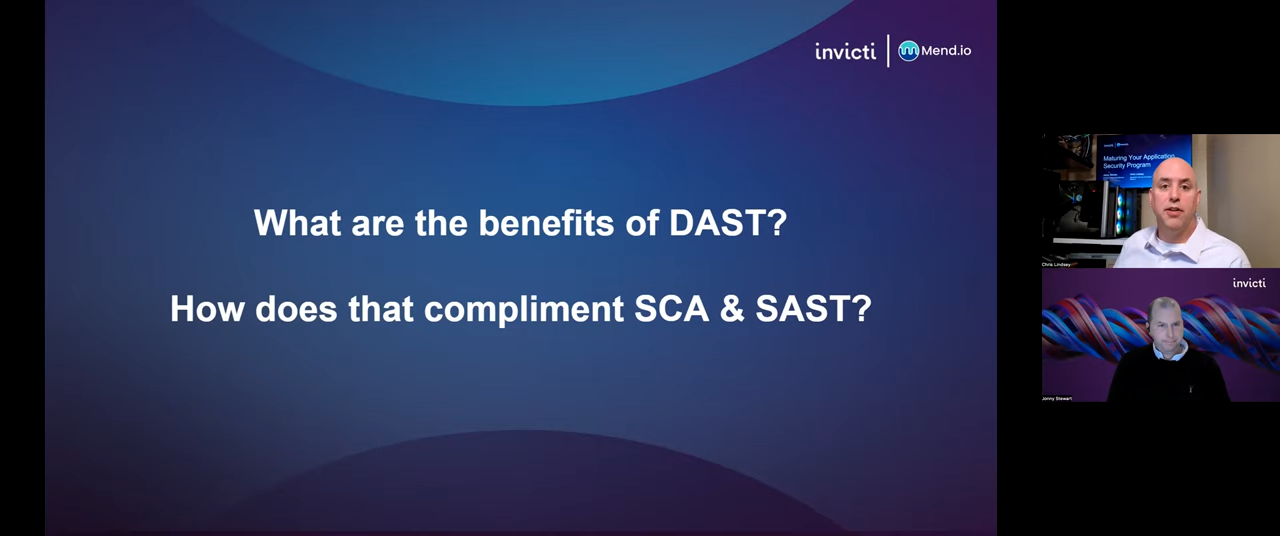 invicti | Mend.io
What are the benefits of DAST?
How does that compliment SCA & SAST?
Maturing Your Application
Security Program
Chris Lindsey
invicti
Jonny Stewart